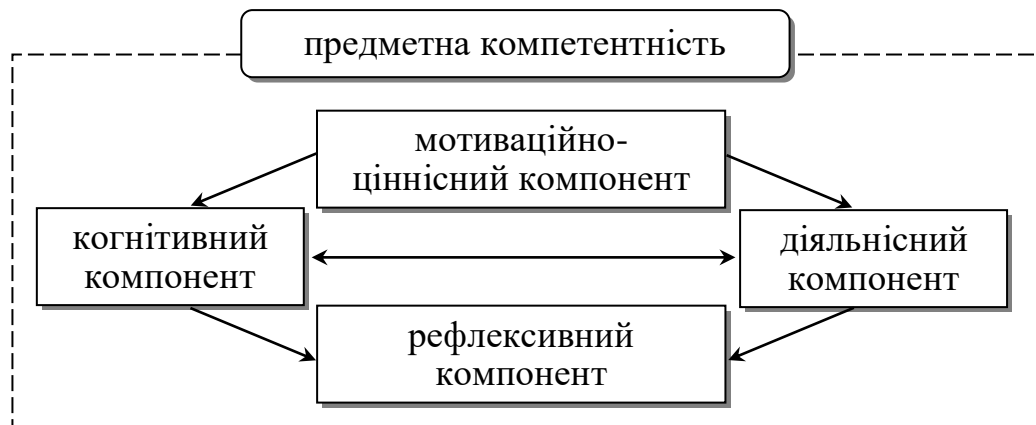 предметна компетентність
мотиваційно-
ціннісний компонент
когнітивний
компонент
діяльнісний
компонент
рефлексивний
компонент